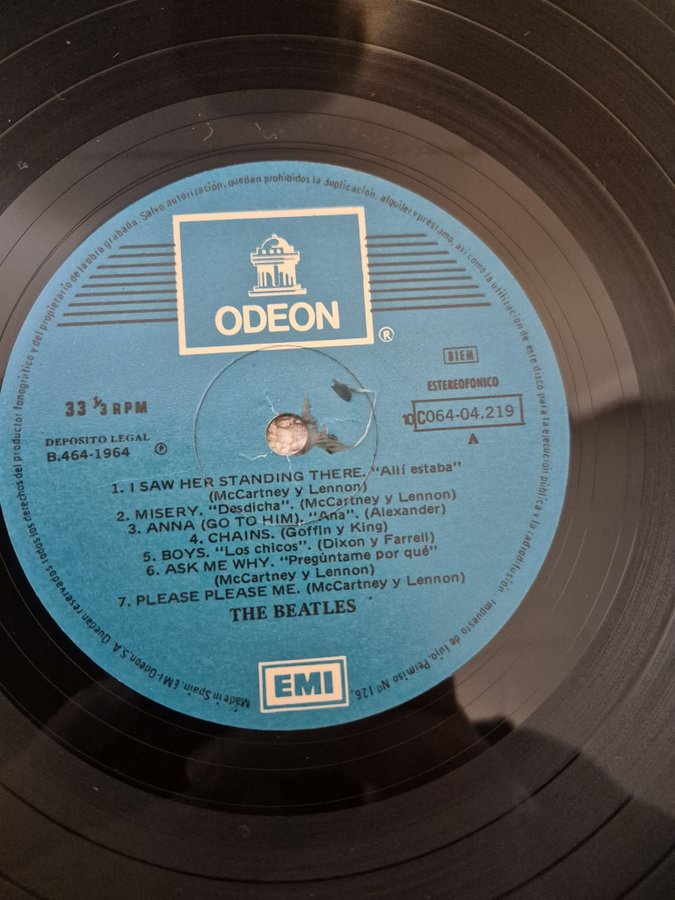 Quedan reservados todos los derechos del productor fonográfico y del propietario de la obra grabada. Salvo autorización, quedan prohibidos la duplicación, alquiler y prestamo, así como la utilización de este disco para la ejecución pública y la radiodifusión. Impuesto de lujo, Permiso Nº 126.
ODEON
®
BIEM
33 1/3 RPM
ESTEREOFONICO
10C064-04.219
DEPOSITO LEGAL
B.464-1964 ℗
A
1. I SAW HER STANDING THERE. "Allí estaba"
(McCartney y Lennon)
2. MISERY. "Desdicha". (McCartney y Lennon)
3. ANNA (GO TO HIM). "Ana". (Alexander)
4. CHAINS. (Goffin y King)
5. BOYS. "Los chicos". (Dixon y Farrell)
6. ASK ME WHY. "Pregúntame por qué"
(McCartney y Lennon)
7. PLEASE PLEASE ME. (McCartney y Lennon)
THE BEATLES
EMI
Made in Spain. EMI-Odeon, S.A.